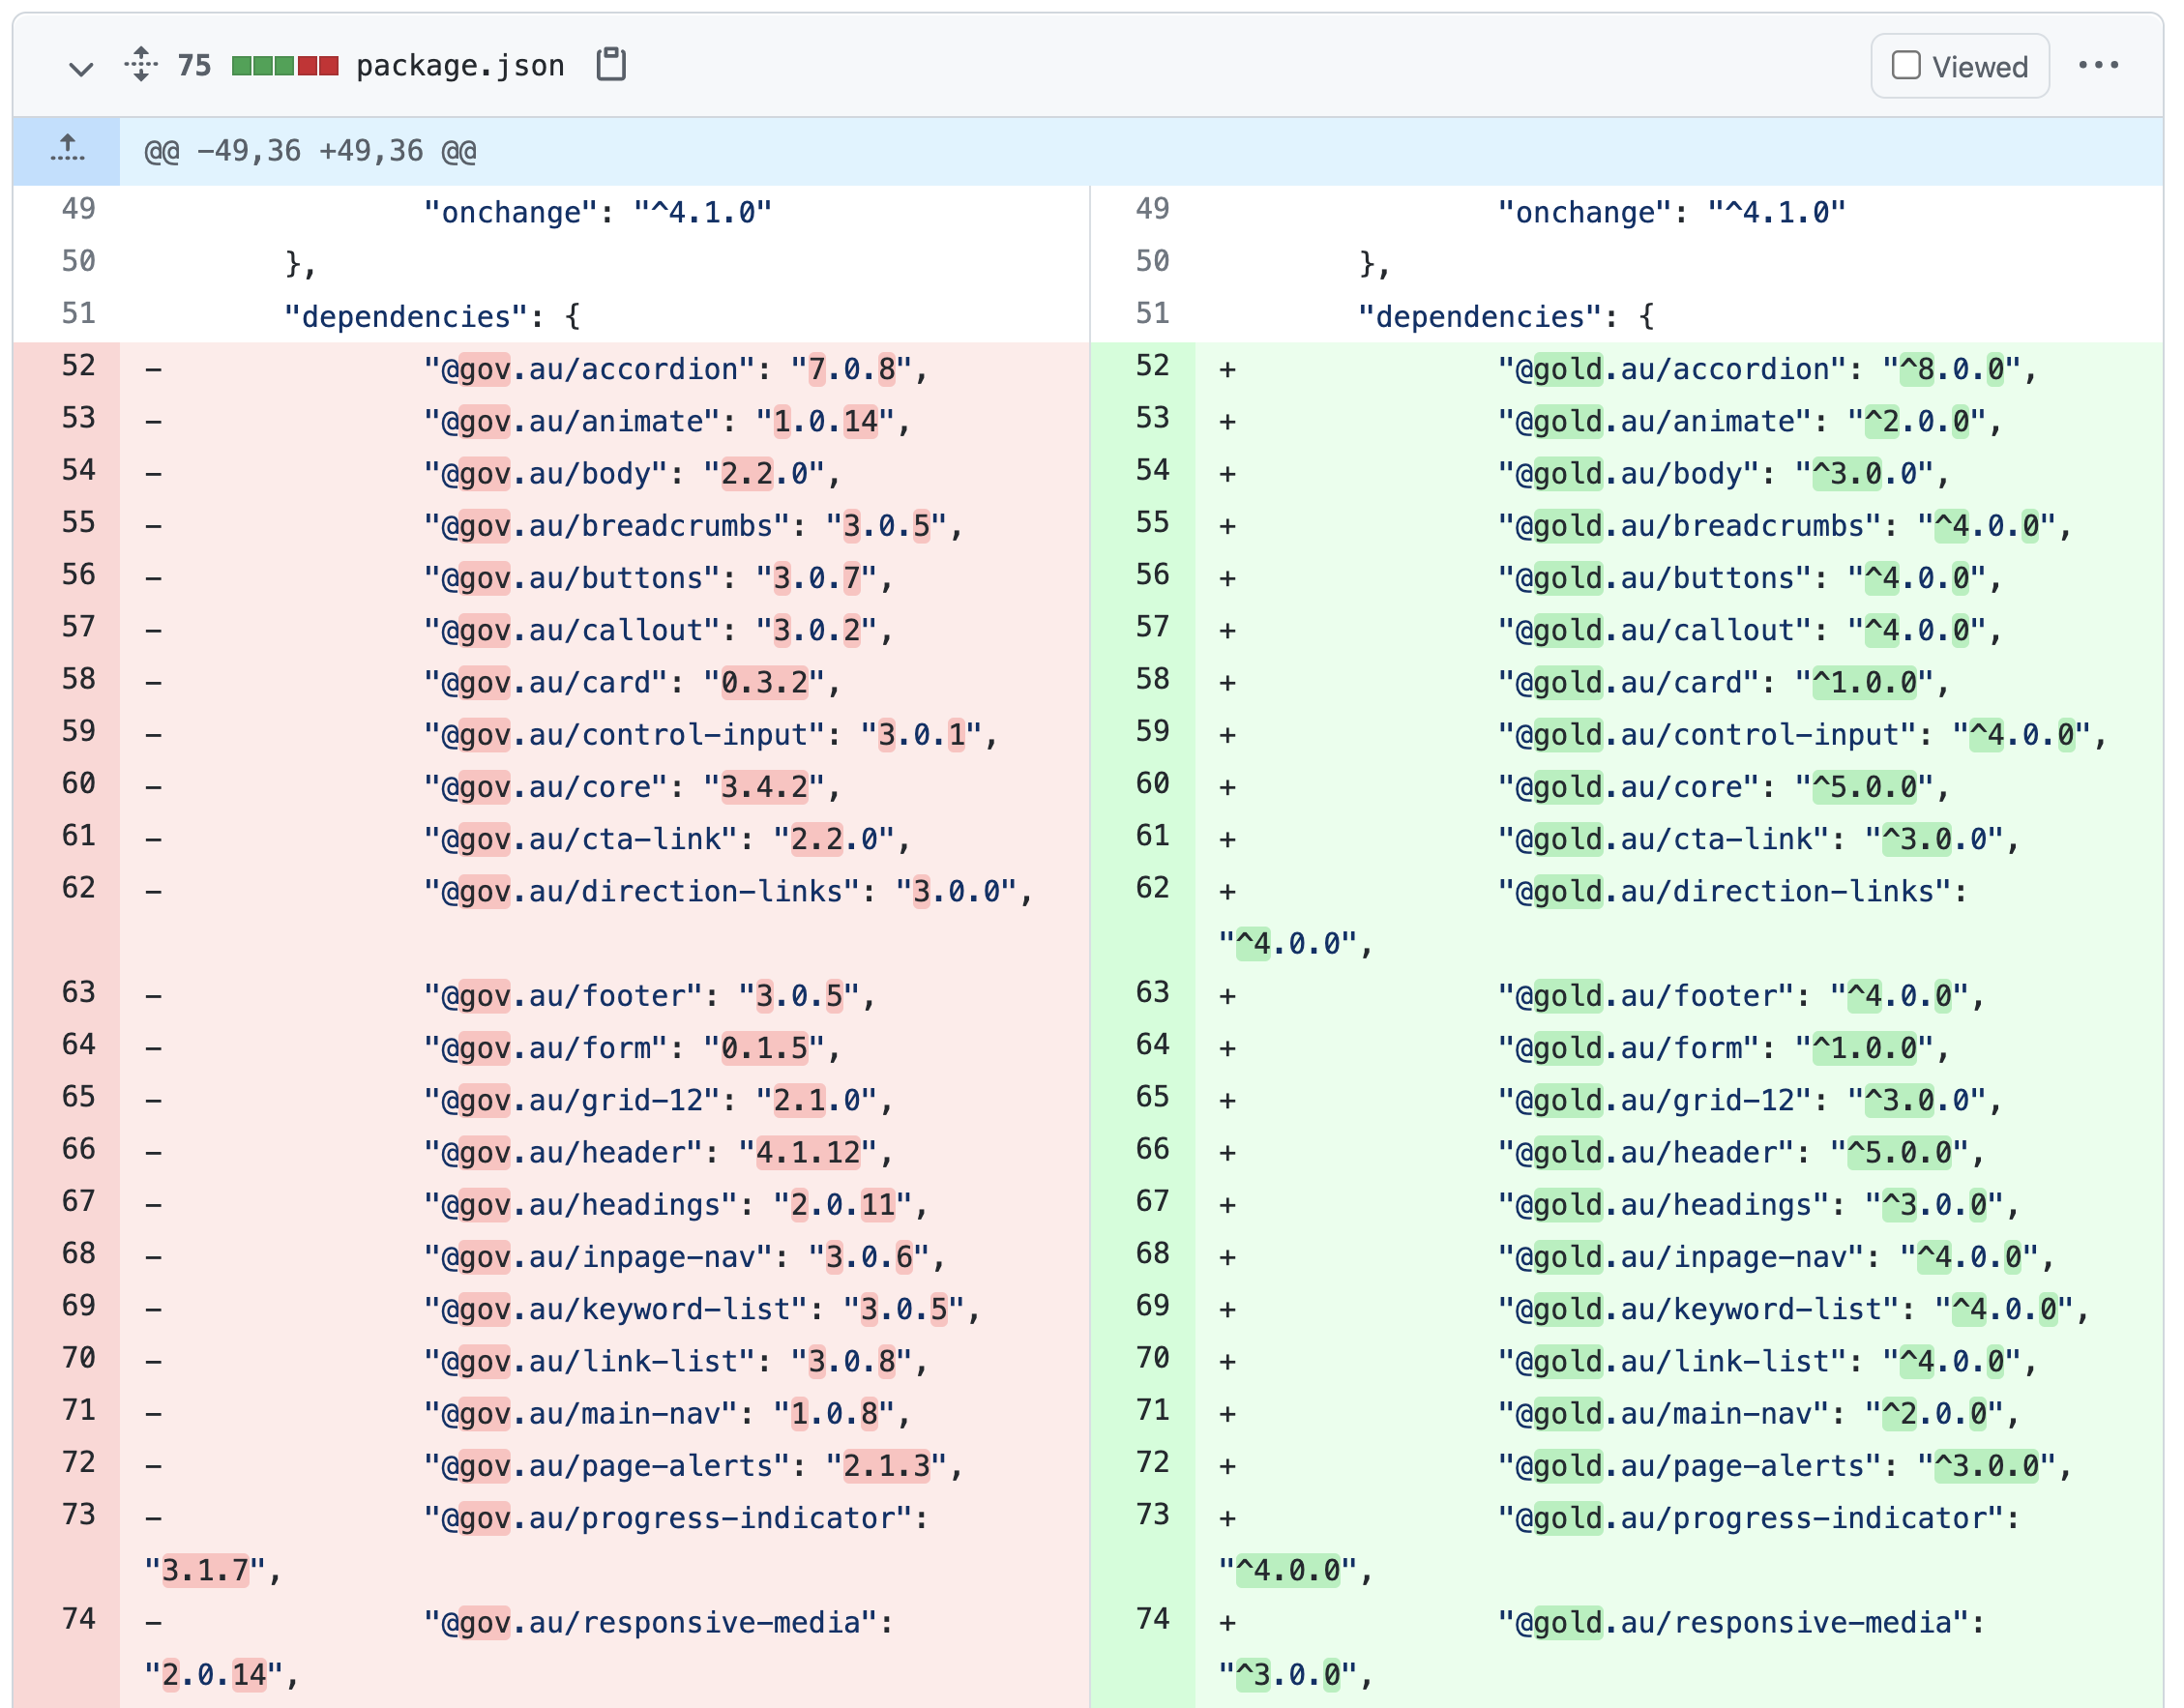 75 package.json Viewed ...
@@ -49,36 +49,36 @@
49 "onchange": "^4.1.0"
50 },
51 "dependencies": {
52 - "@gov.au/accordion": "7.0.8",
53 - "@gov.au/animate": "1.0.14",
54 - "@gov.au/body": "2.2.0",
55 - "@gov.au/breadcrumbs": "3.0.5",
56 - "@gov.au/buttons": "3.0.7",
57 - "@gov.au/callout": "3.0.2",
58 - "@gov.au/card": "0.3.2",
59 - "@gov.au/control-input": "3.0.1",
60 - "@gov.au/core": "3.4.2",
61 - "@gov.au/cta-link": "2.2.0",
62 - "@gov.au/direction-links": "3.0.0",
63 - "@gov.au/footer": "3.0.5",
64 - "@gov.au/form": "0.1.5",
65 - "@gov.au/grid-12": "2.1.0",
66 - "@gov.au/header": "4.1.12",
67 - "@gov.au/headings": "2.0.11",
68 - "@gov.au/inpage-nav": "3.0.6",
69 - "@gov.au/keyword-list": "3.0.5",
70 - "@gov.au/link-list": "3.0.8",
71 - "@gov.au/main-nav": "1.0.8",
72 - "@gov.au/page-alerts": "2.1.3",
73 - "@gov.au/progress-indicator":
"3.1.7",
74 - "@gov.au/responsive-media":
"2.0.14",
49 "onchange": "^4.1.0"
50 },
51 "dependencies": {
52 + "@gold.au/accordion": "^8.0.0",
53 + "@gold.au/animate": "^2.0.0",
54 + "@gold.au/body": "^3.0.0",
55 + "@gold.au/breadcrumbs": "^4.0.0",
56 + "@gold.au/buttons": "^4.0.0",
57 + "@gold.au/callout": "^4.0.0",
58 + "@gold.au/card": "^1.0.0",
59 + "@gold.au/control-input": "^4.0.0",
60 + "@gold.au/core": "^5.0.0",
61 + "@gold.au/cta-link": "^3.0.0",
62 + "@gold.au/direction-links":
"^4.0.0",
63 + "@gold.au/footer": "^4.0.0",
64 + "@gold.au/form": "^1.0.0",
65 + "@gold.au/grid-12": "^3.0.0",
66 + "@gold.au/header": "^5.0.0",
67 + "@gold.au/headings": "^3.0.0",
68 + "@gold.au/inpage-nav": "^4.0.0",
69 + "@gold.au/keyword-list": "^4.0.0",
70 + "@gold.au/link-list": "^4.0.0",
71 + "@gold.au/main-nav": "^2.0.0",
72 + "@gold.au/page-alerts": "^3.0.0",
73 + "@gold.au/progress-indicator":
"^4.0.0",
74 + "@gold.au/responsive-media":
"^3.0.0",